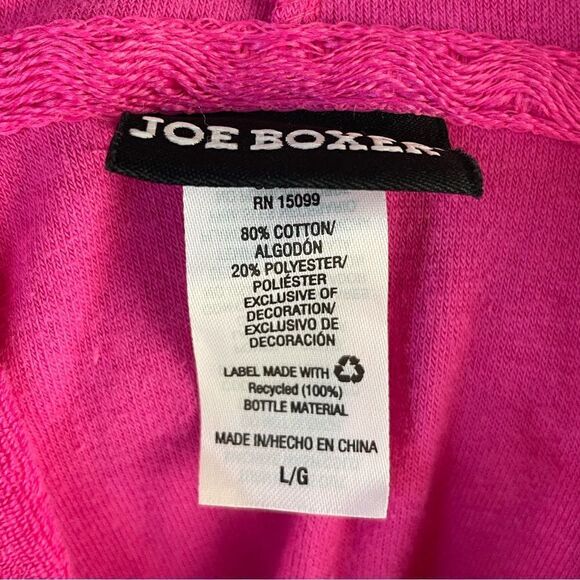 JOE BOXER
RN 15099
80% COTTON/
ALGODÓN
20% POLYESTER/
POLIÉSTER
EXCLUSIVE OF
DECORATION/
EXCLUSIVO DE
DECORACIÓN
LABEL MADE WITH
Recycled (100%)
BOTTLE MATERIAL
MADE IN/HECHO EN CHINA
L/G